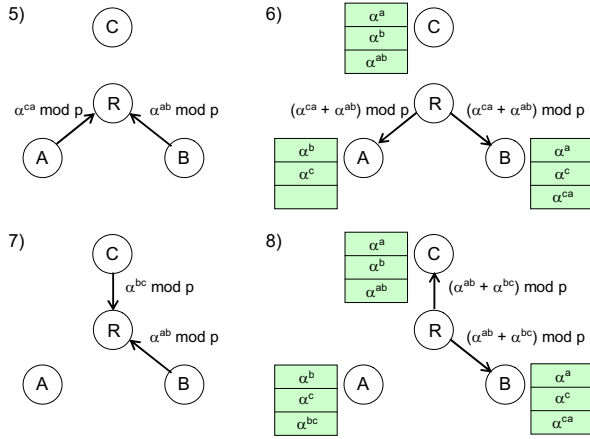 5)
C
R
α^ca mod p
α^ab mod p
A
B
6)
α^a
α^b
α^ab
C
R
(α^ca + α^ab) mod p
(α^ca + α^ab) mod p
α^b
α^c
A
B
α^a
α^c
α^ca
7)
C
α^bc mod p
R
α^ab mod p
A
B
8)
α^a
α^b
α^ab
C
(α^ab + α^bc) mod p
R
(α^ab + α^bc) mod p
α^b
α^c
α^bc
A
B
α^a
α^c
α^ca